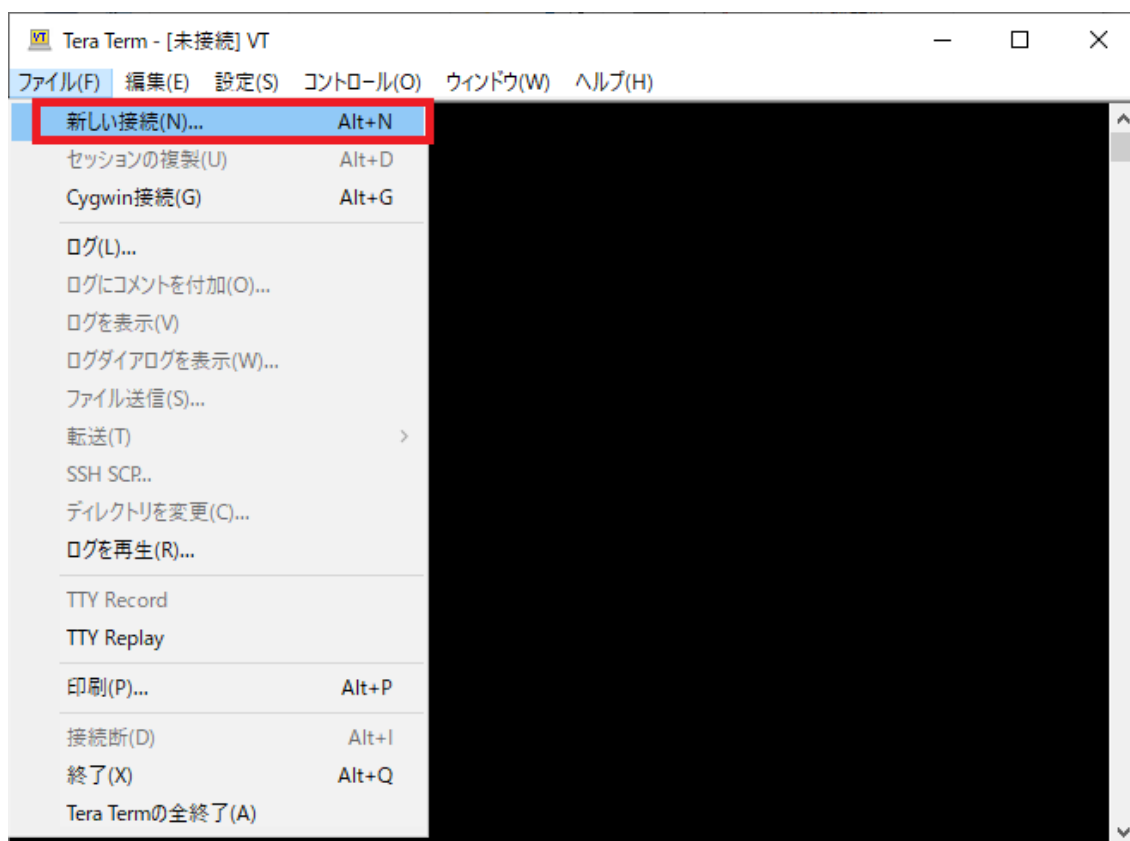 Tera Term - [未接続] VT
ファイル(F) 編集(E) 設定(S) コントロール(O) ウィンドウ(W) ヘルプ(H)
新しい接続(N)... Alt+N
セッションの複製(U) Alt+D
Cygwin接続(G) Alt+G
ログ(L)...
ログにコメントを付加(O)...
ログを表示(V)
ログダイアログを表示(W)...
ファイル送信(S)...
転送(T)
SSH SCP...
ディレクトリを変更(C)...
ログを再生(R)...
TTY Record
TTY Replay
印刷(P)... Alt+P
接続断(D) Alt+I
終了(X) Alt+Q
Tera Termの全終了(A)